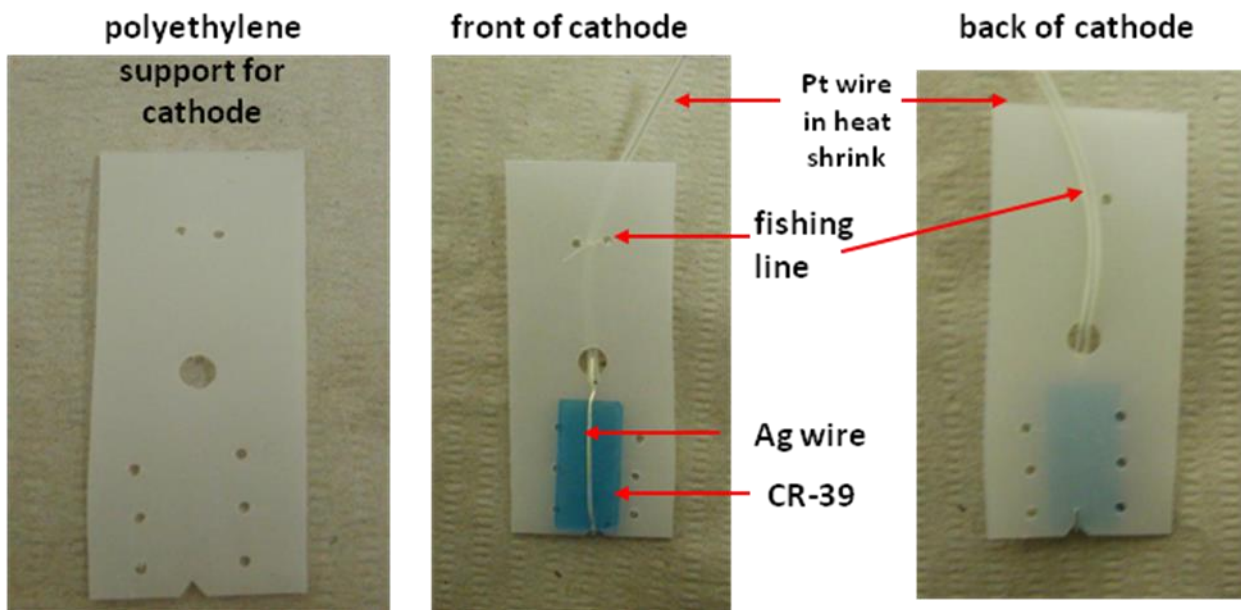 polyethylene
support for
cathode
front of cathode
back of cathode
Pt wire
in heat
shrink
fishing
line
Ag wire
CR-39